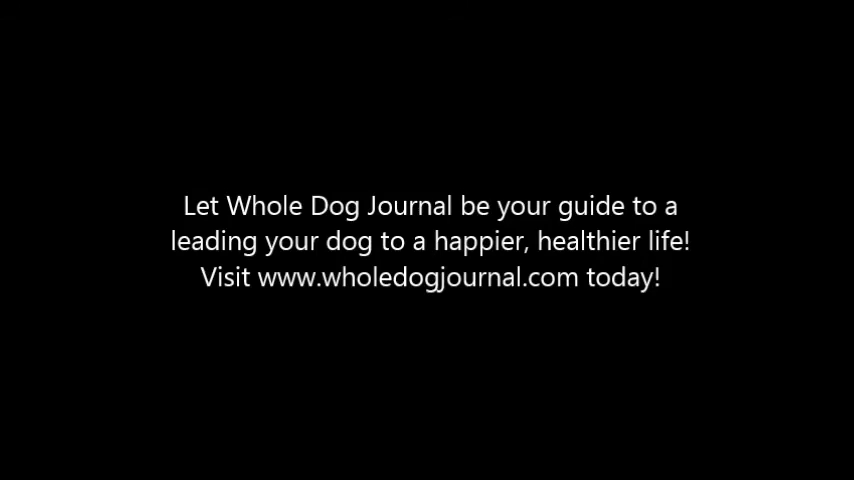 Let Whole Dog Journal be your guide to a
leading your dog to a happier, healthier life!
Visit www.wholedogjournal.com today!